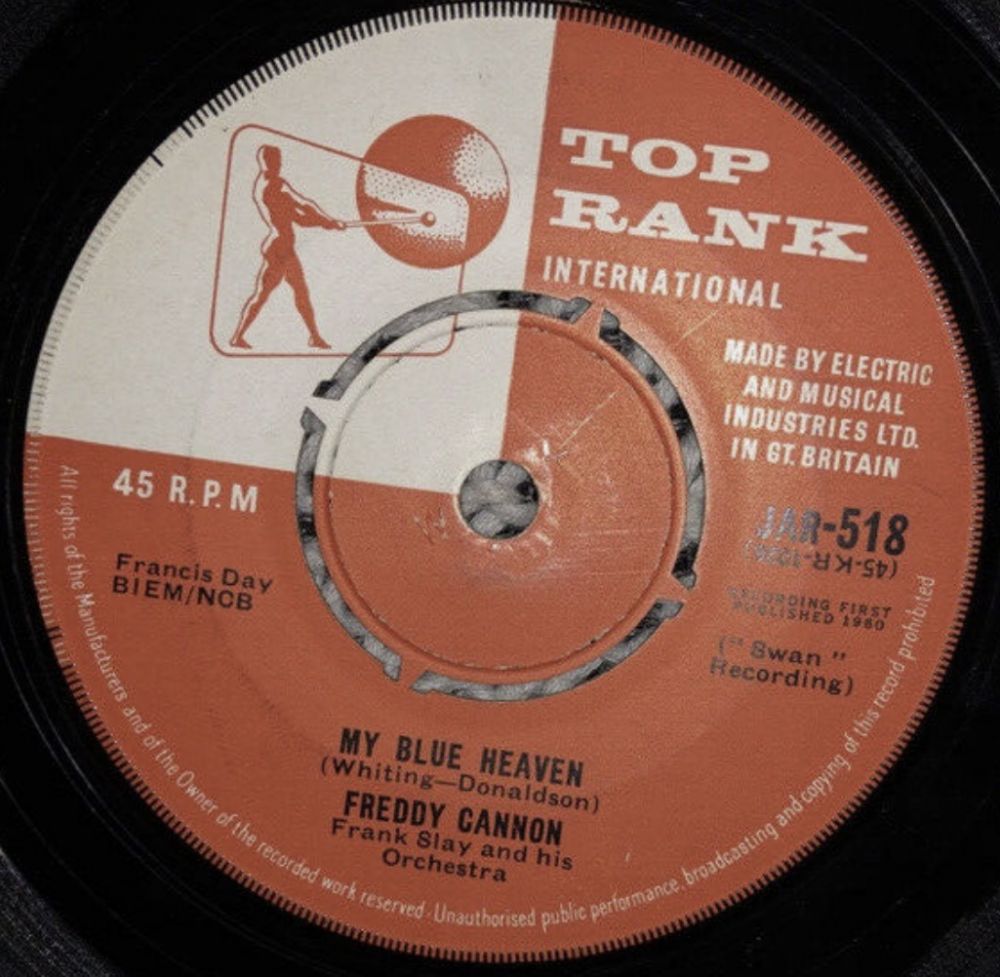 TOP
RANK
INTERNATIONAL
MADE BY ELECTRIC
AND MUSICAL
INDUSTRIES LTD.
IN GT. BRITAIN
45 R.P.M
JAR-518
Francis Day
BIEM/NCB
RECORDING FIRST
PUBLISHED 1960
("Swan"
Recording)
MY BLUE HEAVEN
(Whiting—Donaldson)
FREDDY CANNON
Frank Slay and his
Orchestra
All rights of the Manufacturers and of the Owner of the recorded work reserved · Unauthorised public performance, broadcasting and copying of this record prohibited